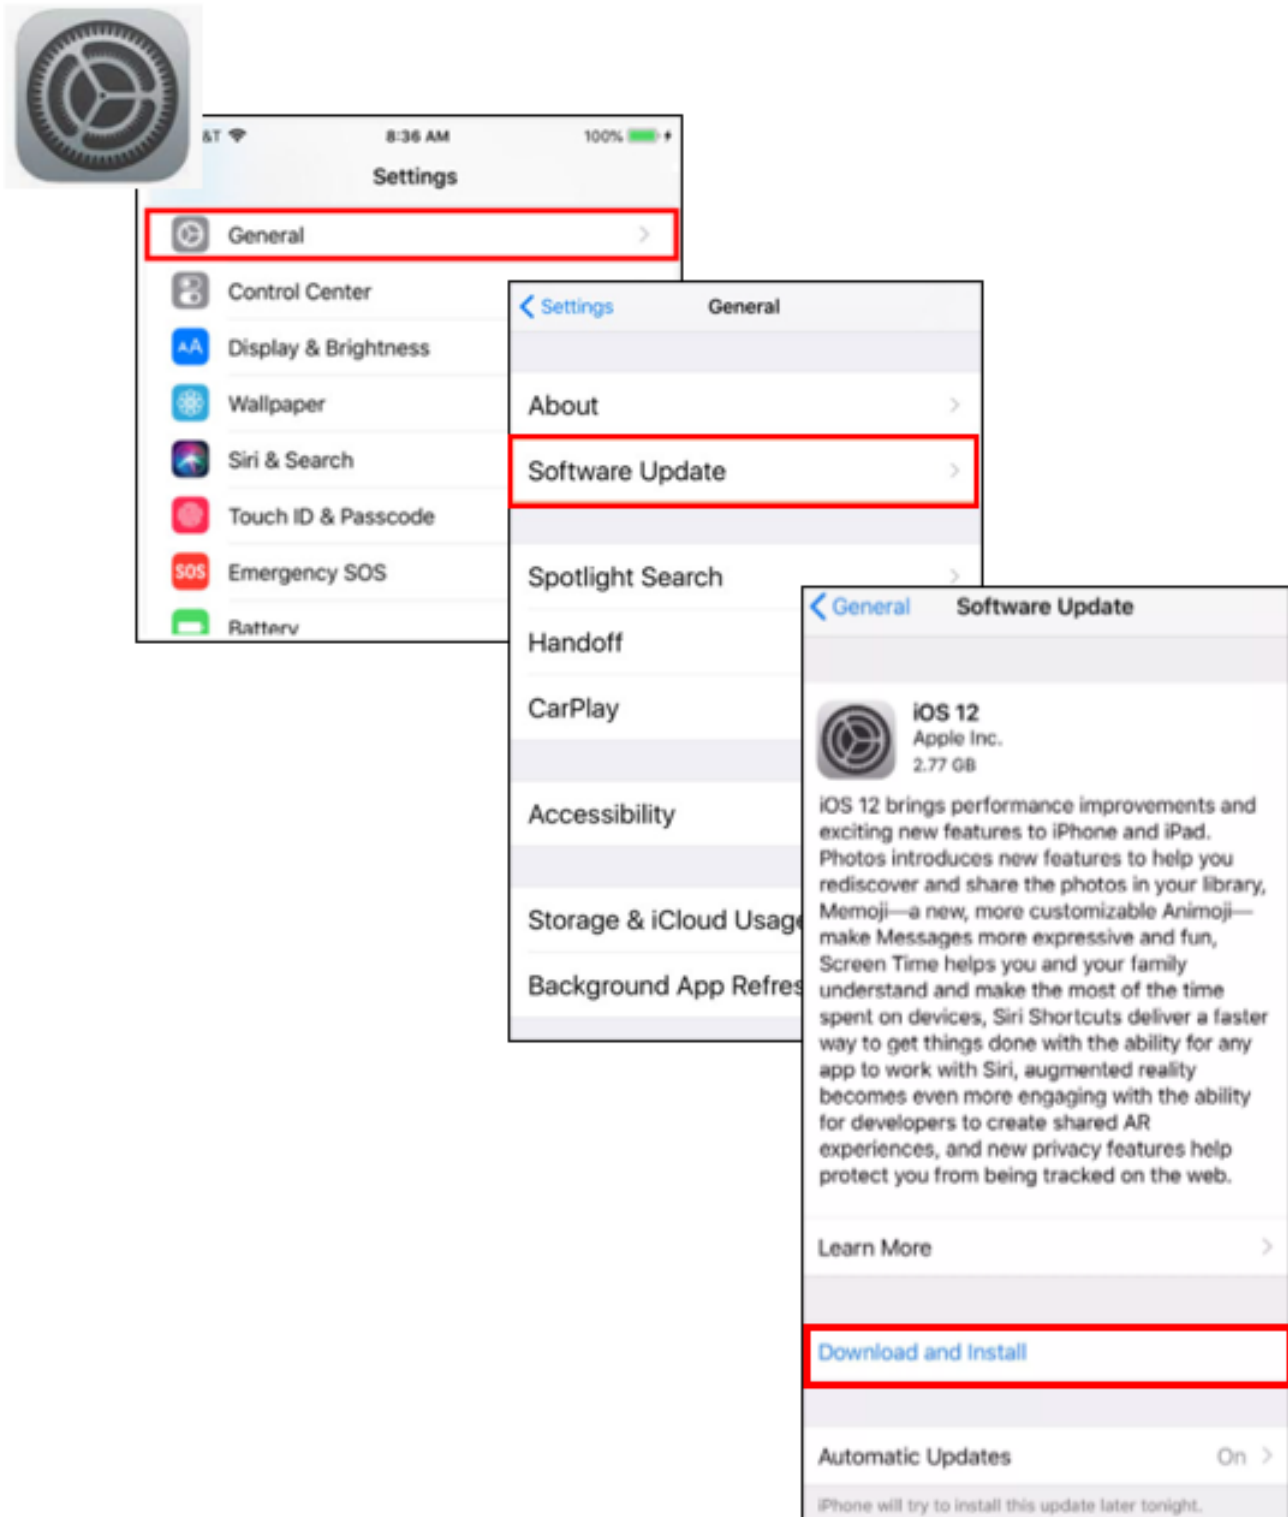 &T 8:36 AM 100%
Settings
General
Control Center
Display & Brightness
AA
Wallpaper
Siri & Search
Touch ID & Passcode
SOS Emergency SOS
Battery
Settings General
About
Software Update
Spotlight Search
Handoff
CarPlay
Accessibility
Storage & iCloud Usage
Background App Refres
General Software Update
iOS 12
Apple Inc.
2.77 GB
iOS 12 brings performance improvements and
exciting new features to iPhone and iPad.
Photos introduces new features to help you
rediscover and share the photos in your library,
Memoji—a new, more customizable Animoji—
make Messages more expressive and fun,
Screen Time helps you and your family
understand and make the most of the time
spent on devices, Siri Shortcuts deliver a faster
way to get things done with the ability for any
app to work with Siri, augmented reality
becomes even more engaging with the ability
for developers to create shared AR
experiences, and new privacy features help
protect you from being tracked on the web.
Learn More
Download and Install
Automatic Updates On
iPhone will try to install this update later tonight.